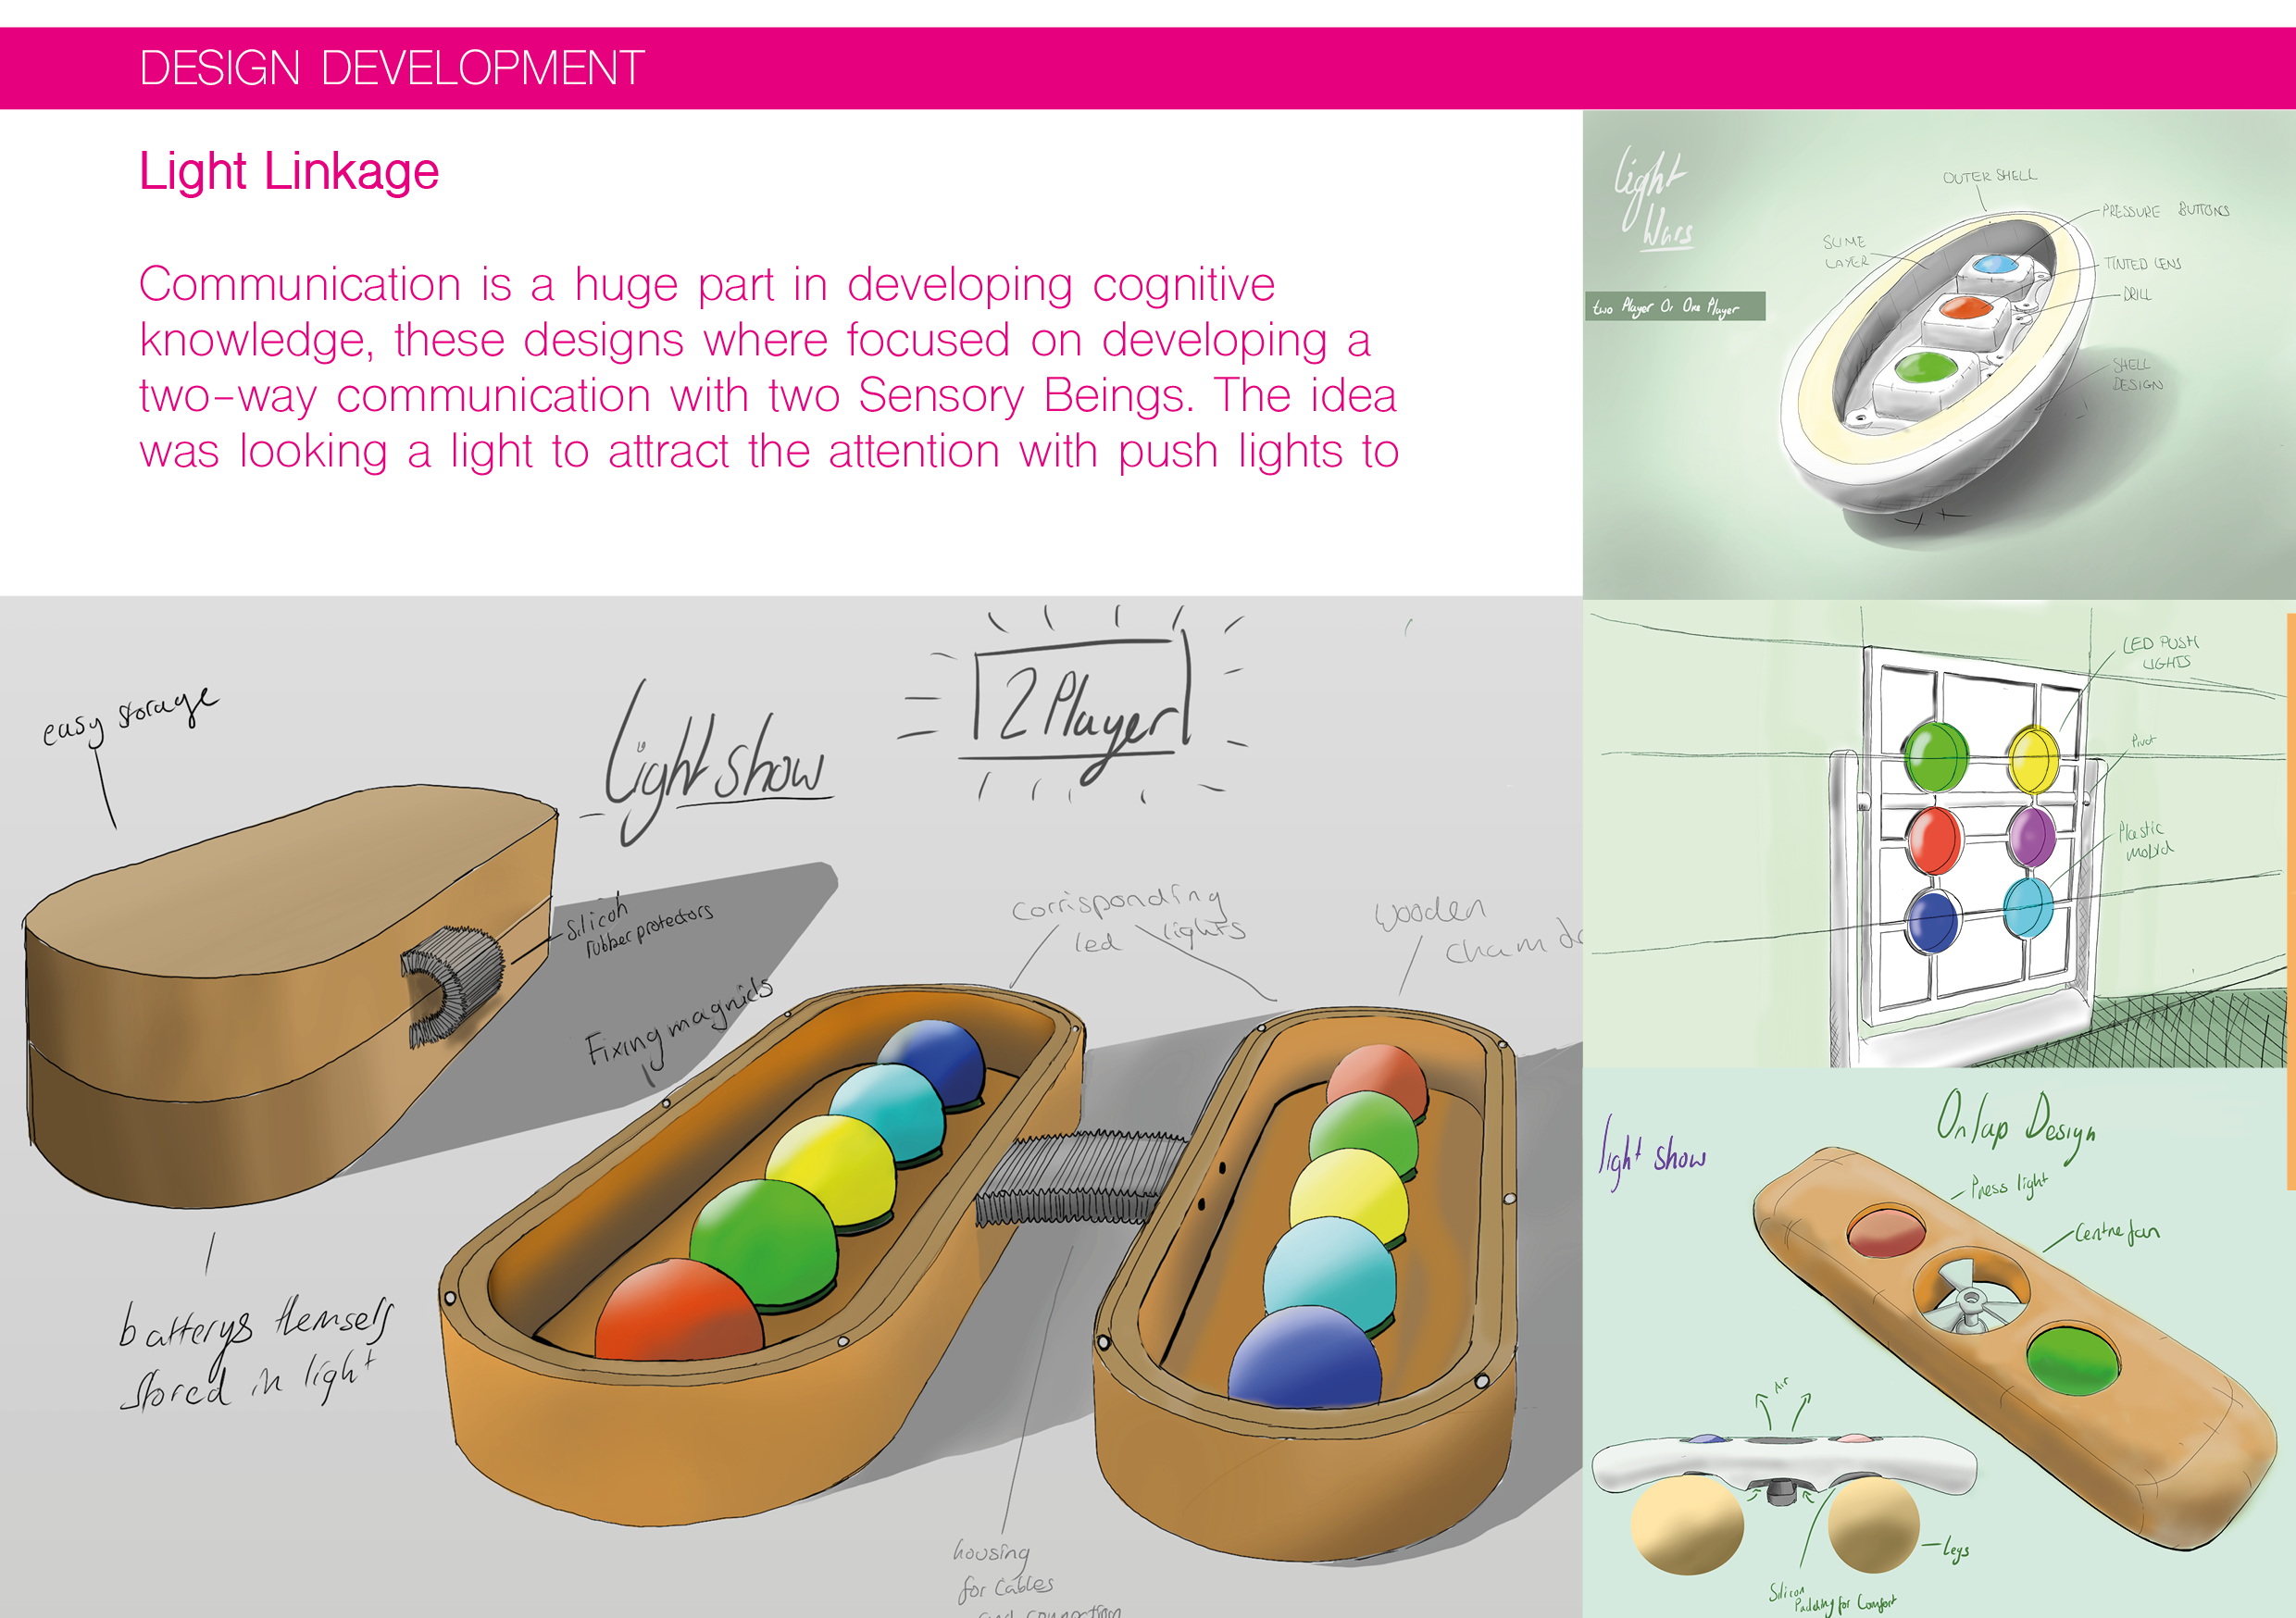 DESIGN DEVELOPMENT
Light Linkage
Communication is a huge part in developing cognitive
knowledge, these designs where focused on developing a
two-way communication with two Sensory Beings. The idea
was looking a light to attract the attention with push lights to
light
Wars
two Player Or One Player
OUTER SHELL
PRESSURE BUTTONS
SLIME
LAYER
TINTED LENS
DRILL
SHELL
DESIGN
LED PUSH
LIGHTS
Pivot
Plastic
mould
light show
On lap Design
Press light
Centre fan
Air
Legs
Silicon
Padding for Comfort
easy storage
Light show
2 Player
Silicon
rubber protectors
Fixing magnids
Corrisponding
led lights
Wooden
batterys themself
stored in light
housing
for cables
and connection